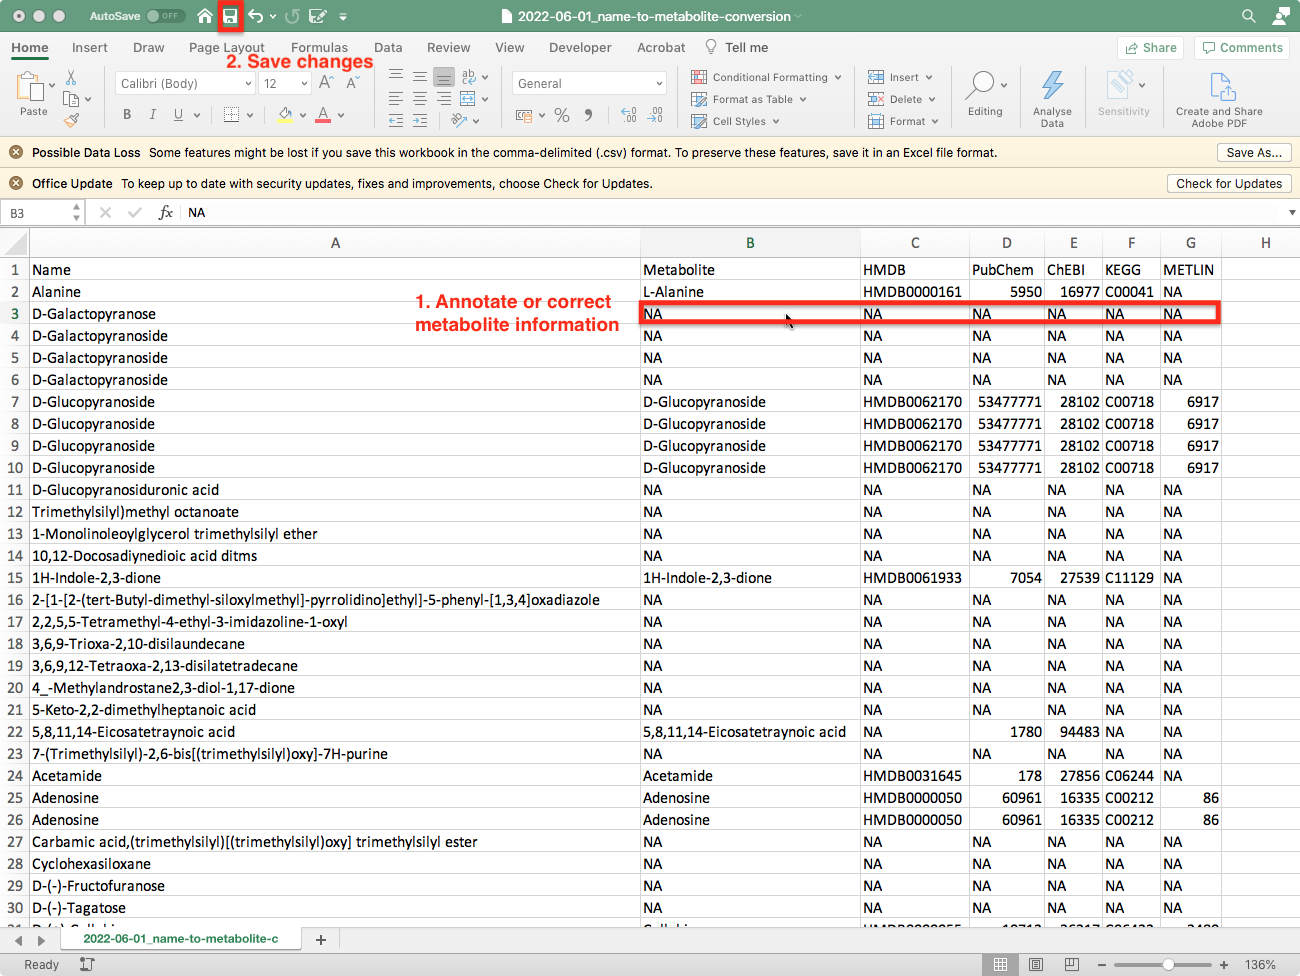 AutoSave OFF 2022-06-01_name-to-metabolite-conversion
Home Insert Draw Page Layout Formulas Data Review View Developer Acrobat Tell me Share Comments
2. Save changes
Paste Calibri (Body) 12 General Conditional Formatting Format as Table Cell Styles Insert Delete Format Editing Analyse Data Sensitivity Create and Share Adobe PDF
Possible Data Loss Some features might be lost if you save this workbook in the comma-delimited (.csv) format. To preserve these features, save it in an Excel file format. Save As...
Office Update To keep up to date with security updates, fixes and improvements, choose Check for Updates. Check for Updates
B3 fx NA
A B C D E F G H
1 Name Metabolite HMDB PubChem ChEBI KEGG METLIN
2 Alanine L-Alanine HMDB0000161 5950 16977 C00041 NA
1. Annotate or correct
metabolite information
3 D-Galactopyranose NA NA NA NA NA NA
4 D-Galactopyranoside NA NA NA NA NA NA
5 D-Galactopyranoside NA NA NA NA NA NA
6 D-Galactopyranoside NA NA NA NA NA NA
7 D-Glucopyranoside D-Glucopyranoside HMDB0062170 53477771 28102 C00718 6917
8 D-Glucopyranoside D-Glucopyranoside HMDB0062170 53477771 28102 C00718 6917
9 D-Glucopyranoside D-Glucopyranoside HMDB0062170 53477771 28102 C00718 6917
10 D-Glucopyranoside D-Glucopyranoside HMDB0062170 53477771 28102 C00718 6917
11 D-Glucopyranosiduronic acid NA NA NA NA NA NA
12 Trimethylsilyl)methyl octanoate NA NA NA NA NA NA
13 1-Monolinoleoylglycerol trimethylsilyl ether NA NA NA NA NA NA
14 10,12-Docosadiynedioic acid ditms NA NA NA NA NA NA
15 1H-Indole-2,3-dione 1H-Indole-2,3-dione HMDB0061933 7054 27539 C11129 NA
16 2-[1-[2-(tert-Butyl-dimethyl-siloxylmethyl]-pyrrolidino]ethyl]-5-phenyl-[1,3,4]oxadiazole NA NA NA NA NA NA
17 2,2,5,5-Tetramethyl-4-ethyl-3-imidazoline-1-oxyl NA NA NA NA NA NA
18 3,6,9-Trioxa-2,10-disilaundecane NA NA NA NA NA NA
19 3,6,9,12-Tetraoxa-2,13-disilatetradecane NA NA NA NA NA NA
20 4_-Methylandrostane2,3-diol-1,17-dione NA NA NA NA NA NA
21 5-Keto-2,2-dimethylheptanoic acid NA NA NA NA NA NA
22 5,8,11,14-Eicosatetraynoic acid 5,8,11,14-Eicosatetraynoic acid NA 1780 94483 NA NA
23 7-(Trimethylsilyl)-2,6-bis[(trimethylsilyl)oxy]-7H-purine NA NA NA NA NA NA
24 Acetamide Acetamide HMDB0031645 178 27856 C06244 NA
25 Adenosine Adenosine HMDB0000050 60961 16335 C00212 86
26 Adenosine Adenosine HMDB0000050 60961 16335 C00212 86
27 Carbamic acid,(trimethylsilyl)[(trimethylsilyl)oxy] trimethylsilyl ester NA NA NA NA NA NA
28 Cyclohexasiloxane NA NA NA NA NA NA
29 D-(-)-Fructofuranose NA NA NA NA NA NA
30 D-(-)-Tagatose NA NA NA NA NA NA
2022-06-01_name-to-metabolite-c
Ready 136%